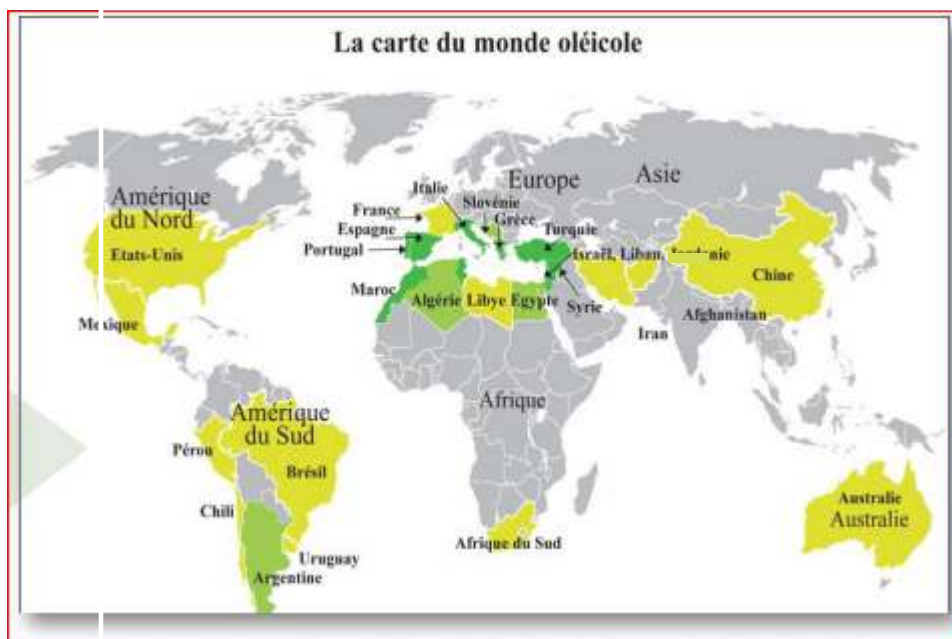 La carte du monde oléicole
Amérique
du Nord
Etats-Unis
Mexique
Europe
Asie
Italie
Slovénie
France
Grèce
Espagne
Turquie
Portugal
Israël, Liban, Jordanie
Maroc
Algérie
Libye
Egypte
Syrie
Chine
Afghanistan
Iran
Afrique
Amérique
du Sud
Pérou
Brésil
Chili
Uruguay
Argentine
Afrique du Sud
Australie
Australie